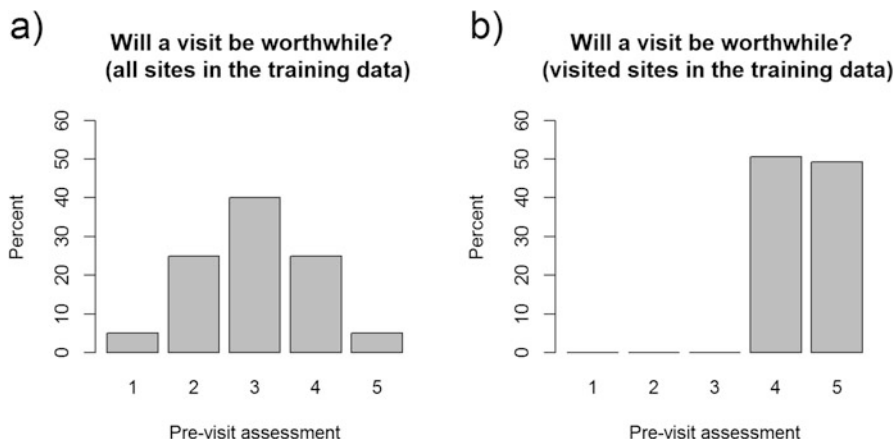 a)
Will a visit be worthwhile?
(all sites in the training data)
Percent
60
50
40
30
20
10
0
1 2 3 4 5
Pre-visit assessment
b)
Will a visit be worthwhile?
(visited sites in the training data)
Percent
60
50
40
30
20
10
0
1 2 3 4 5
Pre-visit assessment